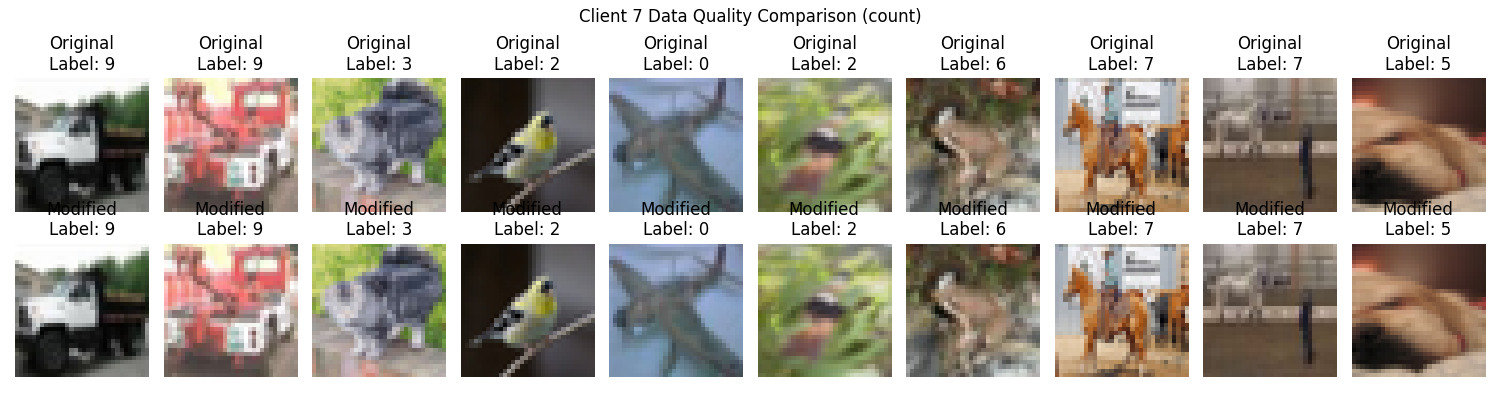 Client 7 Data Quality Comparison (count)
Original Original Original Original Original Original Original Original Original Original
Label: 9 Label: 9 Label: 3 Label: 2 Label: 0 Label: 2 Label: 6 Label: 7 Label: 7 Label: 5
Modified Modified Modified Modified Modified Modified Modified Modified Modified Modified
Label: 9 Label: 9 Label: 3 Label: 2 Label: 0 Label: 2 Label: 6 Label: 7 Label: 7 Label: 5